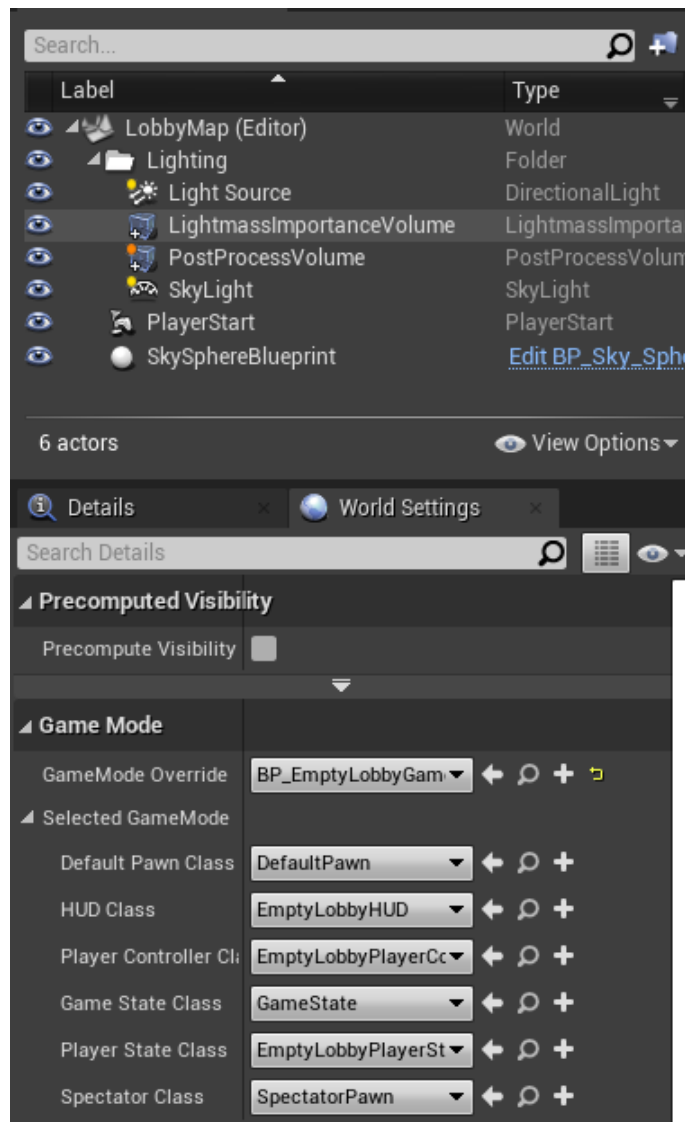 Search...
Label Type
LobbyMap (Editor) World
Lighting Folder
Light Source DirectionalLight
LightmassImportanceVolume LightmassImporta
PostProcessVolume PostProcessVolum
SkyLight SkyLight
PlayerStart PlayerStart
SkySphereBlueprint Edit BP_Sky_Sph
6 actors View Options
Details World Settings
Search Details
Precomputed Visibility
Precompute Visibility
Game Mode
GameMode Override BP_EmptyLobbyGam
Selected GameMode
Default Pawn Class DefaultPawn
HUD Class EmptyLobbyHUD
Player Controller Cla EmptyLobbyPlayerCo
Game State Class GameState
Player State Class EmptyLobbyPlayerSt
Spectator Class SpectatorPawn